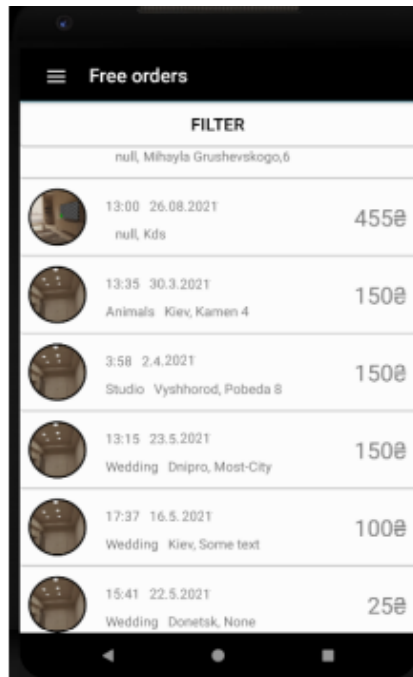 Free orders
FILTER
null, Mihayla Grushevskogo,6
13:00 26.08.2021
455₴
null, Kds
13:35 30.3.2021
150₴
Animals Kiev, Kamen 4
3:58 2.4.2021
150₴
Studio Vyshhorod, Pobeda 8
13:15 23.5.2021
150₴
Wedding Dnipro, Most-City
17:37 16.5.2021
100₴
Wedding Kiev, Some text
15:41 22.5.2021
25₴
Wedding Donetsk, None